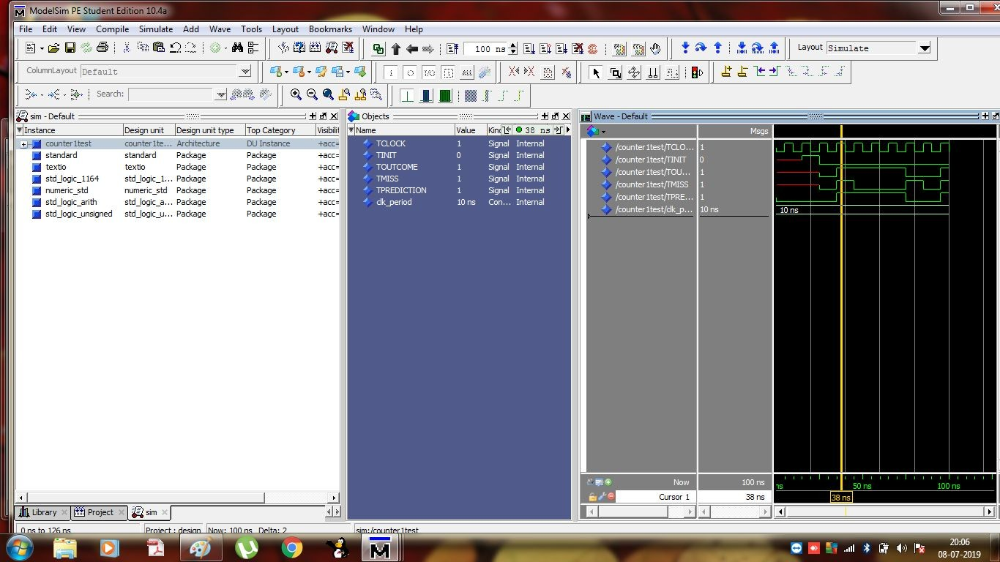 ModelSim PE Student Edition 10.4a
File Edit View Compile Simulate Add Wave Tools Layout Bookmarks Window Help
100 ns
Layout Simulate
ColumnLayout Default
ALL
Search:
sim - Default
Instance Design unit Design unit type Top Category Visibilit
counter1test counter1te... Architecture DU Instance +acc=
standard standard Package Package +acc=
textio textio Package Package +acc=
std_logic_1164 std_logic_1... Package Package +acc=
numeric_std numeric_std Package Package +acc=
std_logic_arith std_logic_a... Package Package +acc=
std_logic_unsigned std_logic_u... Package Package +acc=
Library Project sim
Objects
Name Value Kind 38 ns
TCLOCK 1 Signal Internal
TINIT 0 Signal Internal
TOUTCOME 1 Signal Internal
TMISS 1 Signal Internal
TPREDICTION 1 Signal Internal
clk_period 10 ns Con... Internal
Wave - Default
Msgs
/counter1test/TCLO... 1
/counter1test/TINIT 0
/counter1test/TOU... 1
/counter1test/TMISS 1
/counter1test/TPRE... 1
/counter1test/clk_p... 10 ns
10 ns
Now 100 ns ns 50 ns 100 ns
Cursor 1 38 ns 38 ns
0 ns to 126 ns Project : design Now: 100 ns Delta: 2 sim:/counter1test
20:06
08-07-2019